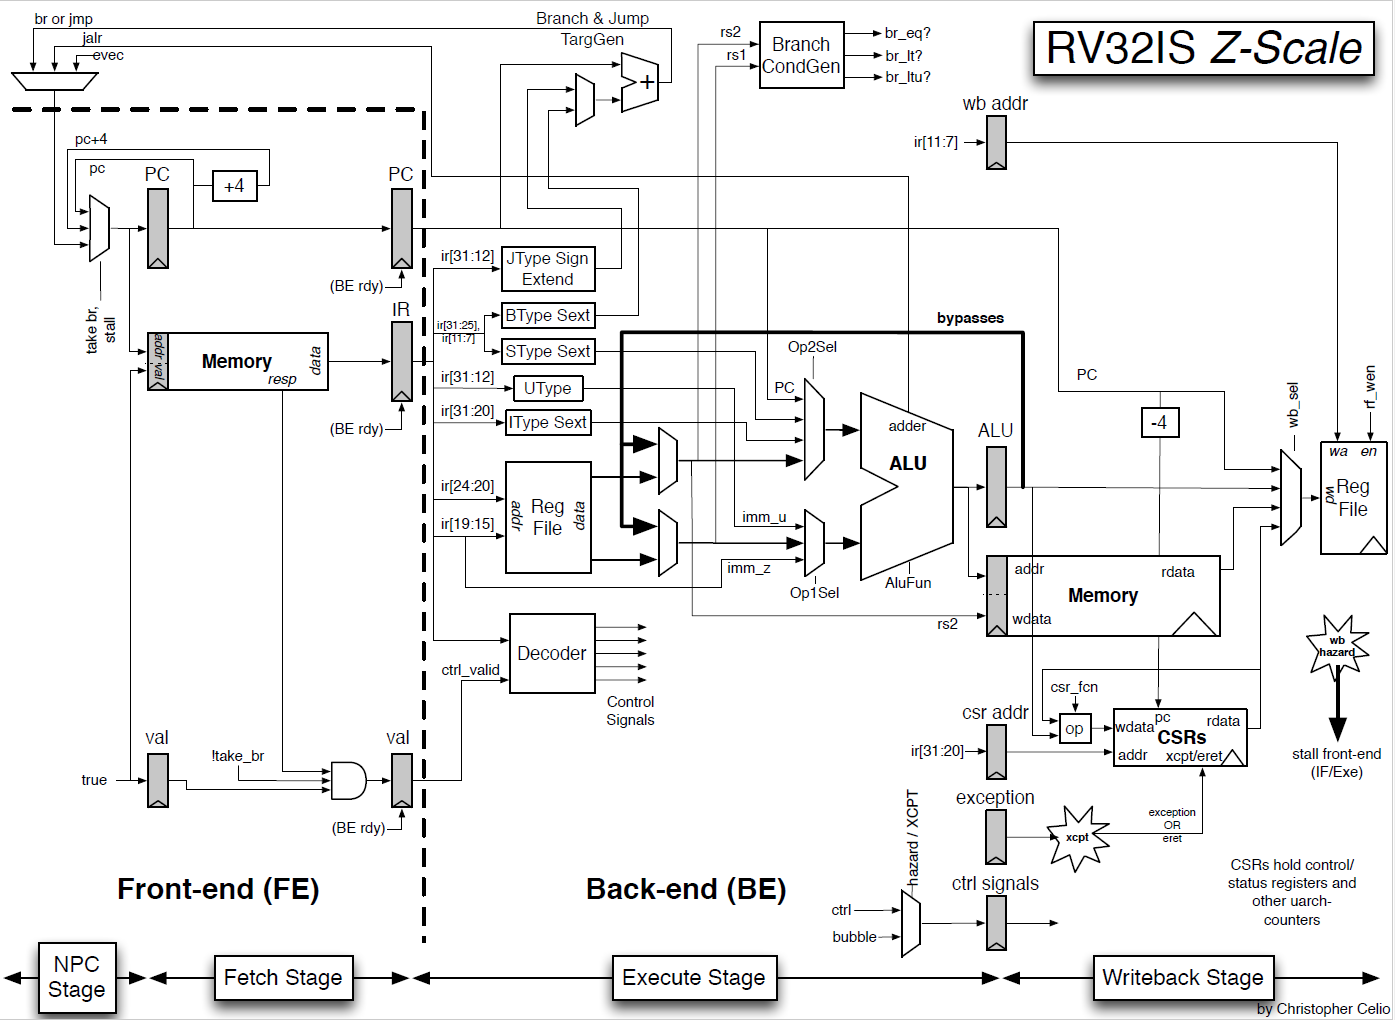 br or jmp
Branch & Jump
TargGen
jalr
evec
rs2
rs1
Branch
CondGen
br_eq?
br_lt?
br_ltu?
RV32IS Z-Scale
+
wb addr
ir[11:7]
pc+4
pc
PC
+4
PC
(BE rdy)
take br,
stall
IR
addr val
Memory
resp
data
(BE rdy)
ir[31:12]
JType Sign
Extend
BType Sext
ir[31:25],
ir[11:7]
SType Sext
ir[31:12]
UType
ir[31:20]
IType Sext
ir[24:20]
ir[19:15]
addr
Reg
File
data
bypasses
Op2Sel
PC
adder
ALU
AluFun
imm_u
imm_z
Op1Sel
ALU
PC
-4
wb_sel
rf_wen
wa en
wd
Reg
File
addr
rdata
Memory
wdata
rs2
Decoder
ctrl_valid
Control
Signals
wb
hazard
stall front-end
(IF/Exe)
csr_fcn
op
csr addr
ir[31:20]
pc
wdata
rdata
CSRs
addr
xcpt/eret
val
!take_br
true
val
(BE rdy)
exception
xcpt
exception
OR
eret
hazard / XCPT
ctrl signals
ctrl
bubble
CSRs hold control/
status registers and
other uarch-
counters
Front-end (FE)
Back-end (BE)
NPC
Stage
Fetch Stage
Execute Stage
Writeback Stage
by Christopher Celio